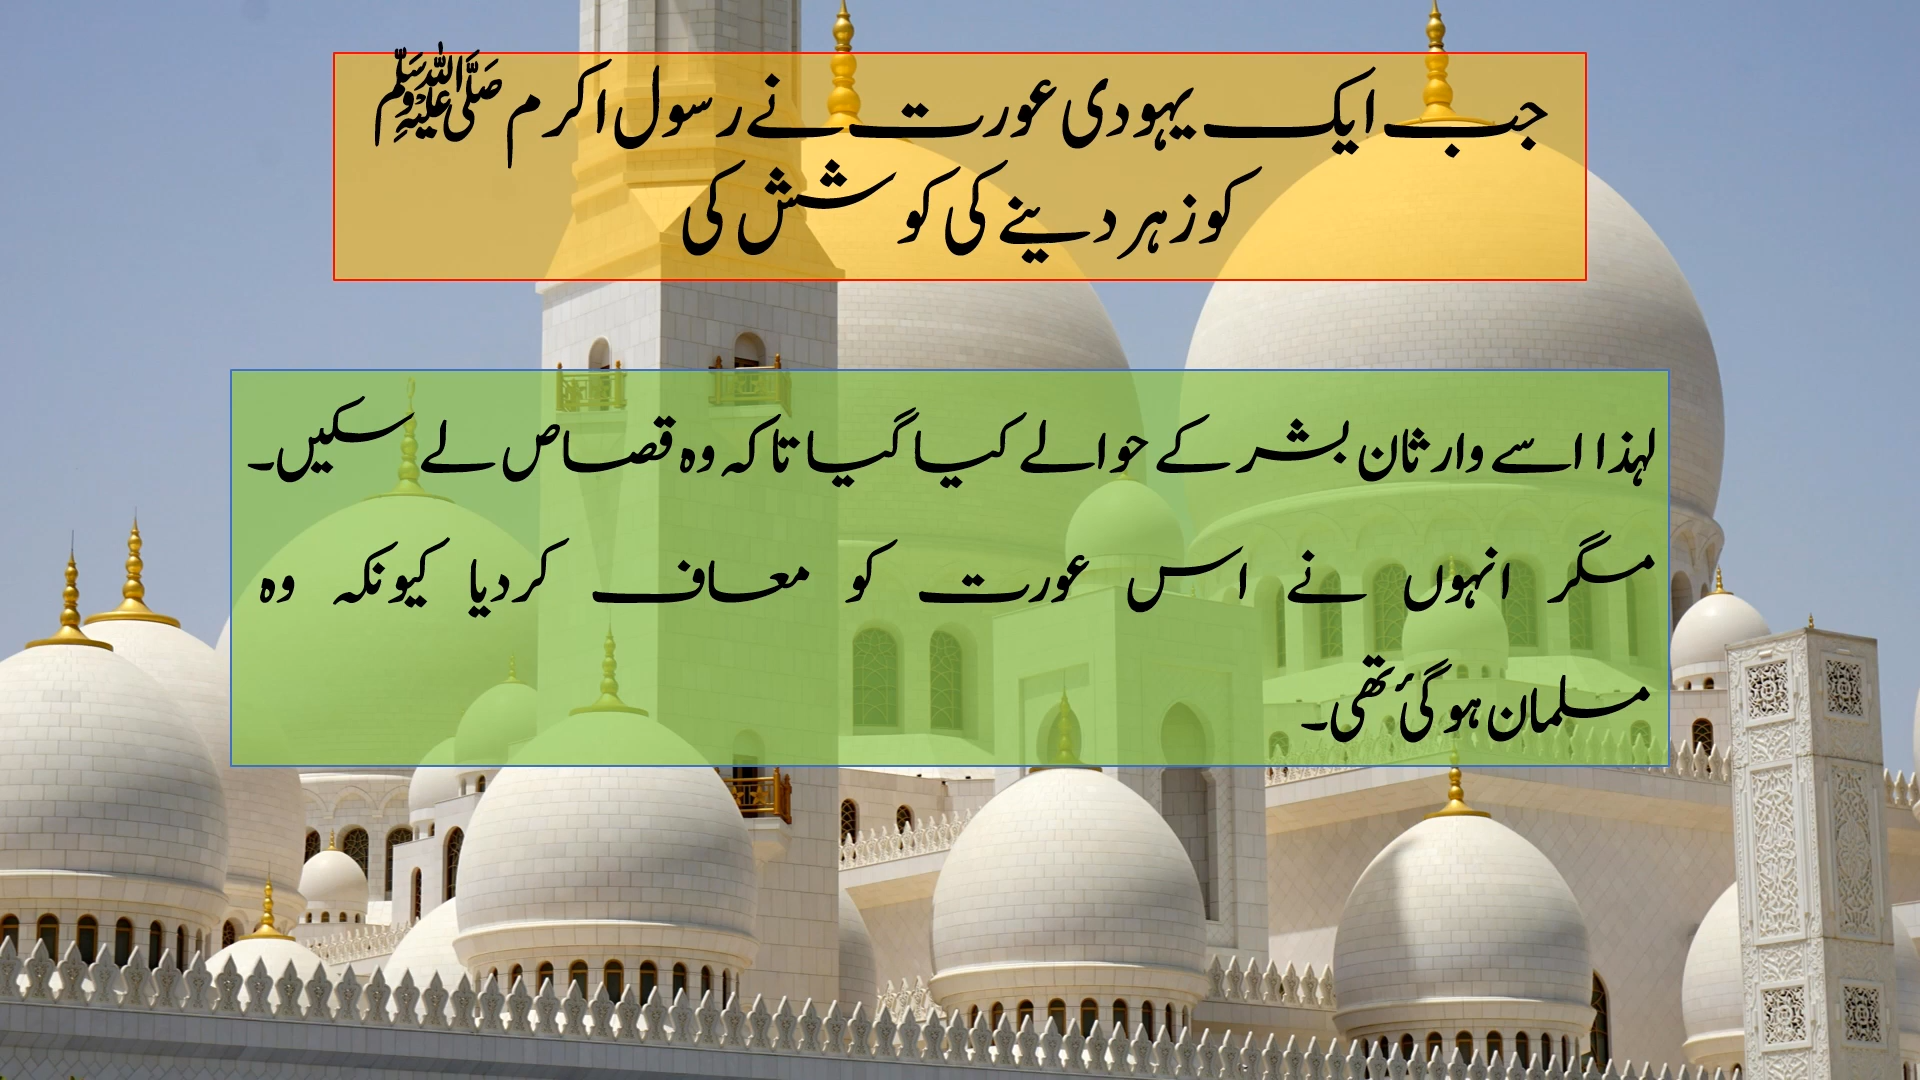 جب ایک یہودی عورت نے رسول اکرم ﷺ
کو زہر دینے کی کوشش کی
لہذا اسے وارثان بشر کے حوالے کیا گیا تاکہ وہ قصاص لے سکیں۔
مگر انہوں نے اس عورت کو معاف کردیا کیونکہ وہ
مسلمان ہوگئ تھی۔